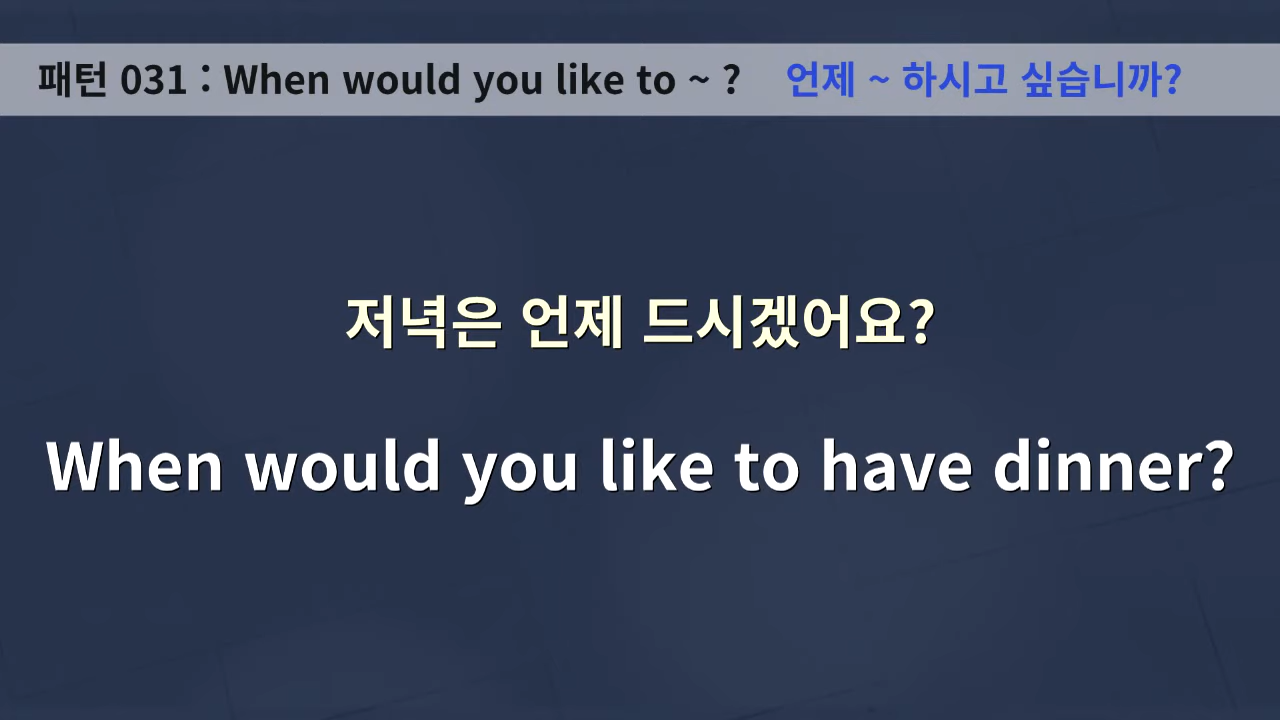 패턴 031 : When would you like to ~ ? 언제 ~ 하시고 싶습니까?
저녁은 언제 드시겠어요?
When would you like to have dinner?